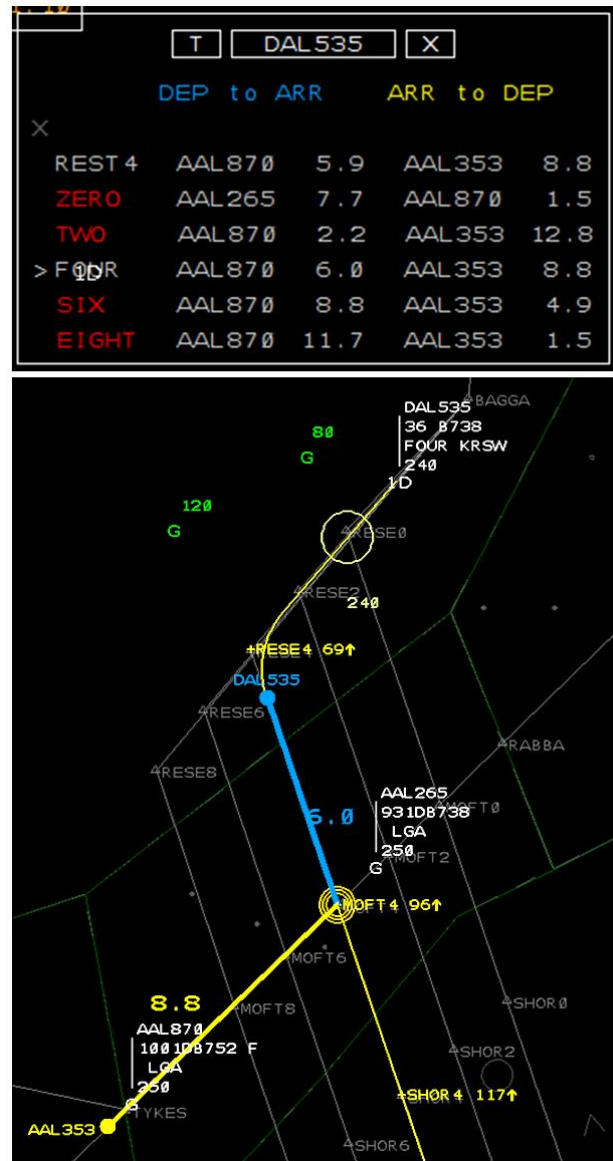 T DAL535 X
DEP to ARR ARR to DEP
X
REST4 AAL870 5.9 AAL353 8.8
ZERO AAL265 7.7 AAL870 1.5
TWO AAL870 2.2 AAL353 12.8
> FOUR AAL870 6.0 AAL353 8.8
1D
SIX AAL870 8.8 AAL353 4.9
EIGHT AAL870 11.7 AAL353 1.5
BAGGA
DAL535
36 B738
FOUR KRSW
240
1D
80
G
120
G
RESE0
RESE2
240
+RESE4 69↑
DAL535
RESE6
RABBA
RESE8
6.0
AAL265
931DB738
LGA
250
G
MOFT0
MOFT2
MOFT4 96↑
MOFT6
8.8
MOFT8
SHOR0
AAL870
1001DB752 F
LGA
250
G
TYKES
SHOR2
+SHOR4 117↑
AAL353
SHOR6